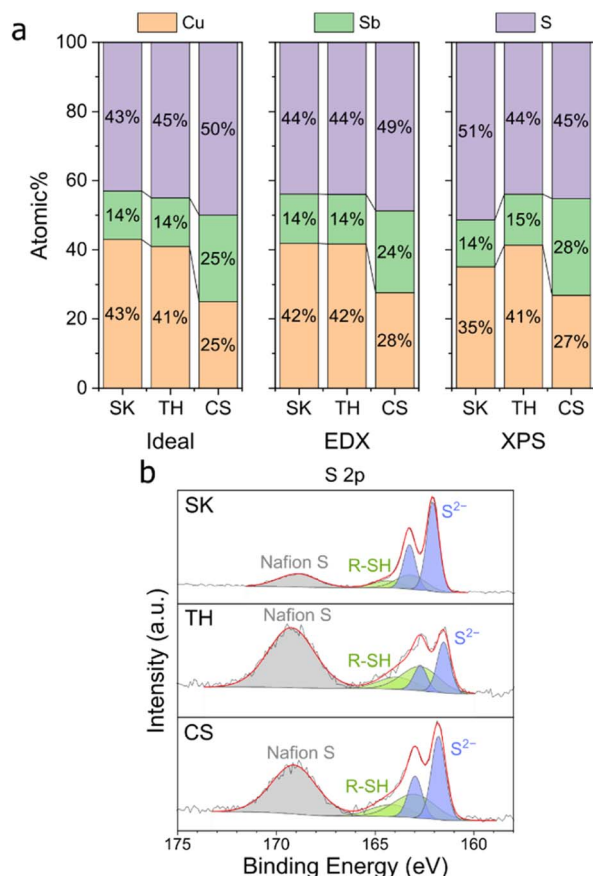 a
Cu Sb S
100
80
60
40
20
0
Atomic%
43% 45% 50%
14% 14% 25%
43% 41% 25%
SK TH CS
Ideal
44% 44% 49%
14% 14% 24%
42% 42% 28%
SK TH CS
EDX
51% 44% 45%
14% 15% 28%
35% 41% 27%
SK TH CS
XPS
b
S 2p
SK
Nafion S R-SH S²⁻
TH
Nafion S R-SH S²⁻
CS
Nafion S R-SH S²⁻
Intensity (a.u.)
175 170 165 160
Binding Energy (eV)